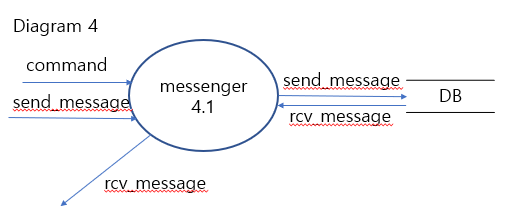 Diagram 4
command
send_message
messenger
4.1
send_message
rcv_message
DB
rcv_message